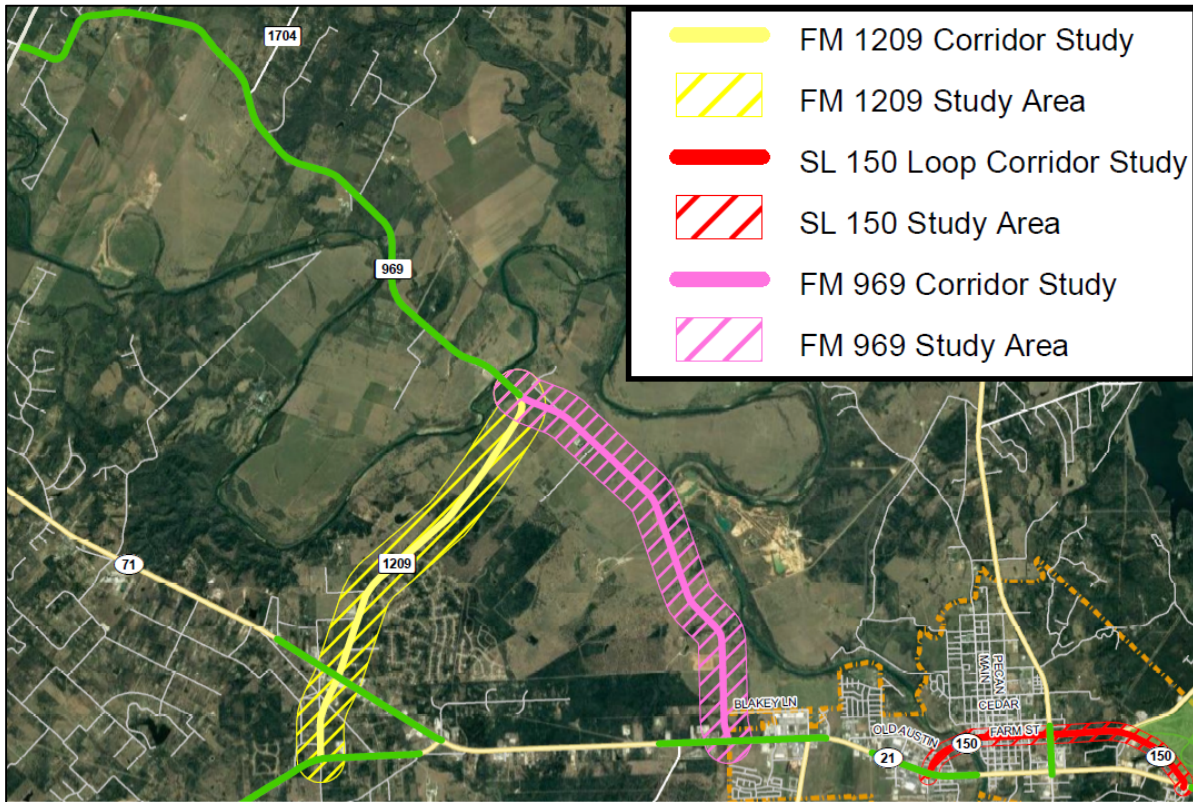 1704
FM 1209 Corridor Study
FM 1209 Study Area
SL 150 Loop Corridor Study
SL 150 Study Area
FM 969 Corridor Study
FM 969 Study Area
969
71
1209
MAIN
PECAN
BLAKEY LN
CEDAR
OLD AUSTIN
FARM ST
150
150
21